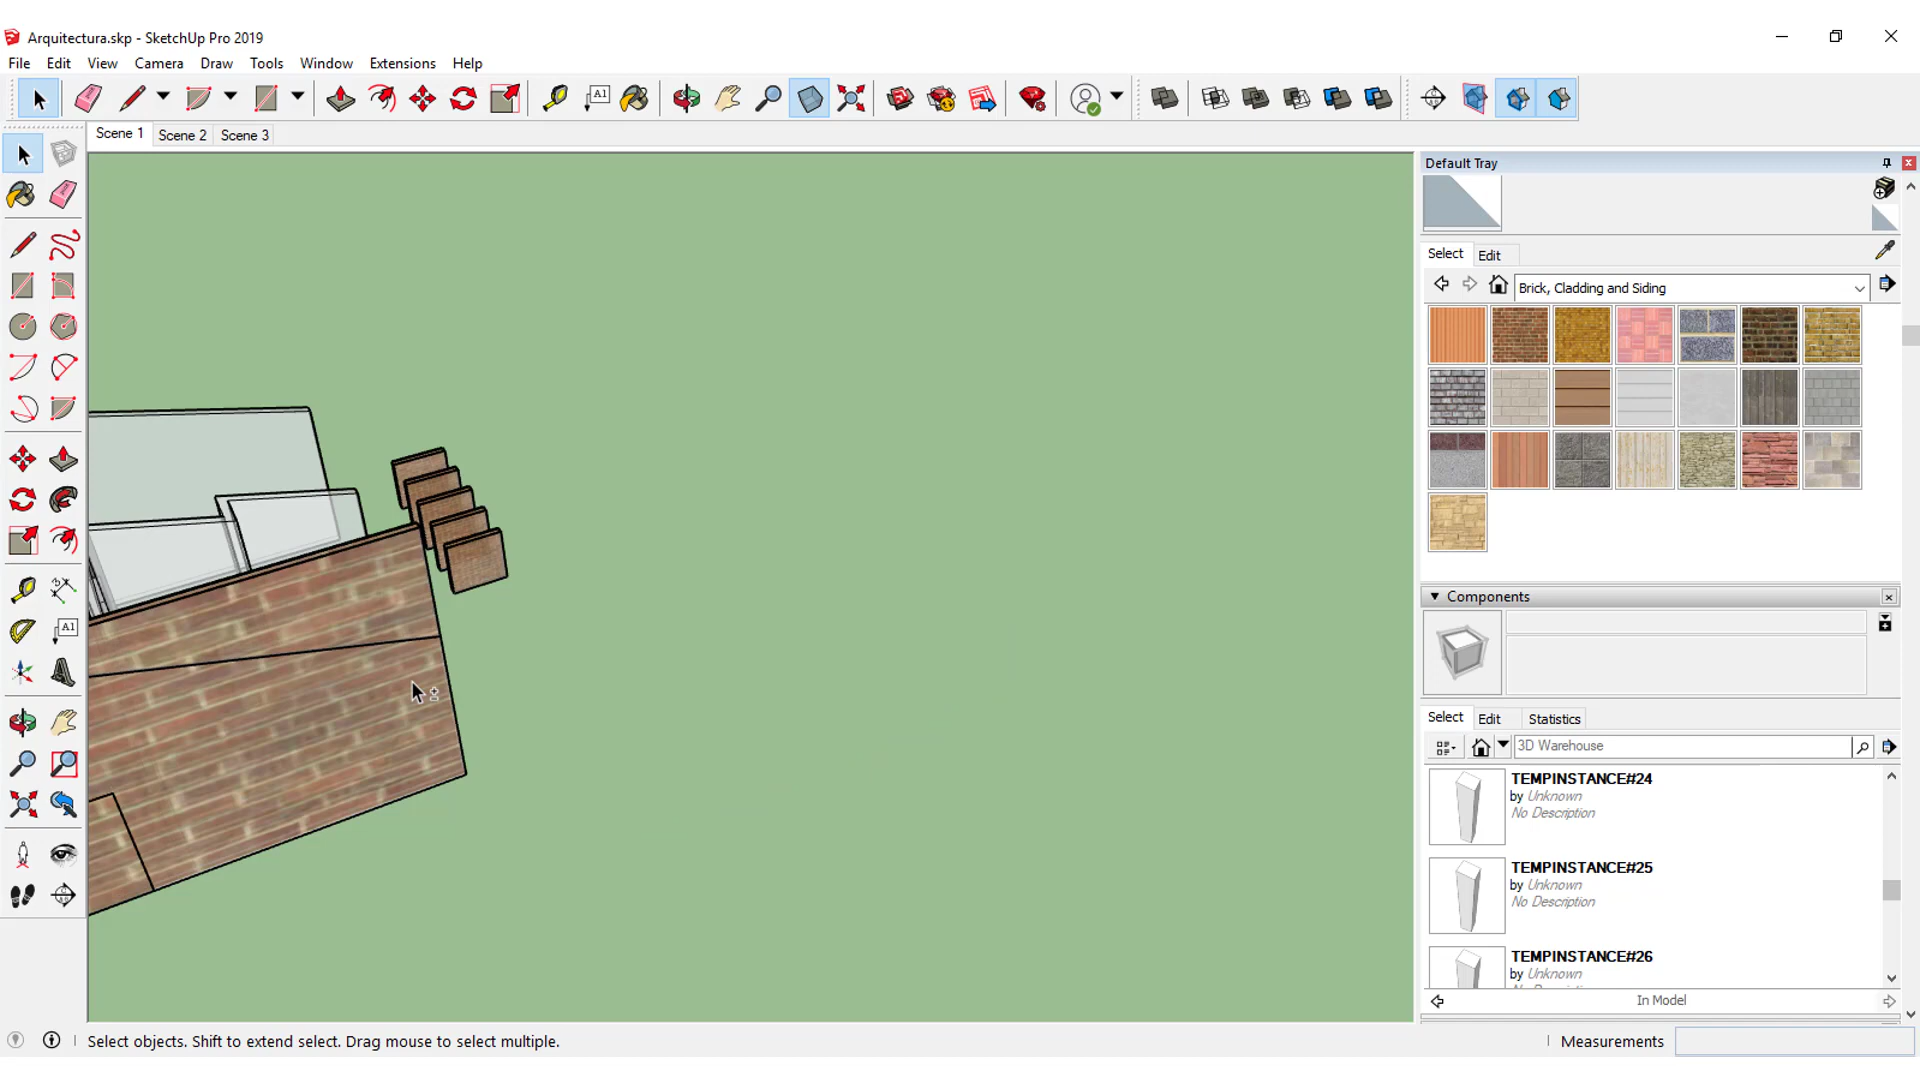 Arquitectura.skp - SketchUp Pro 2019
File Edit View Camera Draw Tools Window Extensions Help
A1
Scene 1 Scene 2 Scene 3
Default Tray
Select Edit
Brick, Cladding and Siding
Components
A1
Select Edit Statistics
3D Warehouse
TEMPINSTANCE#24
by Unknown
No Description
TEMPINSTANCE#25
by Unknown
No Description
TEMPINSTANCE#26
by Unknown
In Model
Select objects. Shift to extend select. Drag mouse to select multiple.
Measurements